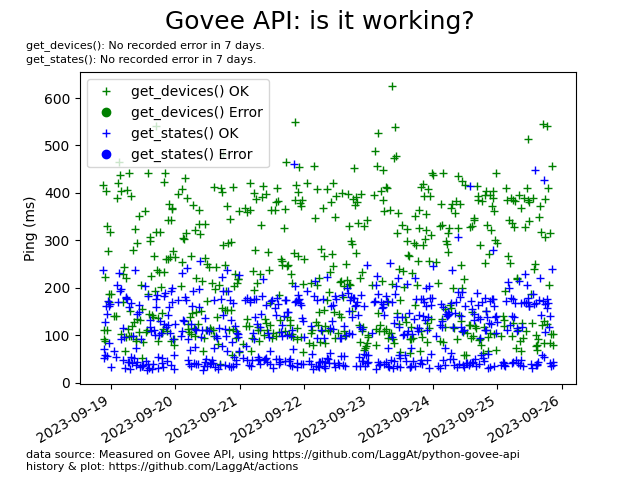 Govee API: is it working?
get_devices(): No recorded error in 7 days.
get_states(): No recorded error in 7 days.
get_devices() OK
get_devices() Error
get_states() OK
get_states() Error
600
500
400
300
200
100
0
Ping (ms)
2023-09-19
2023-09-20
2023-09-21
2023-09-22
2023-09-23
2023-09-24
2023-09-25
2023-09-26
data source: Measured on Govee API, using https://github.com/LaggAt/python-govee-api
history & plot: https://github.com/LaggAt/actions